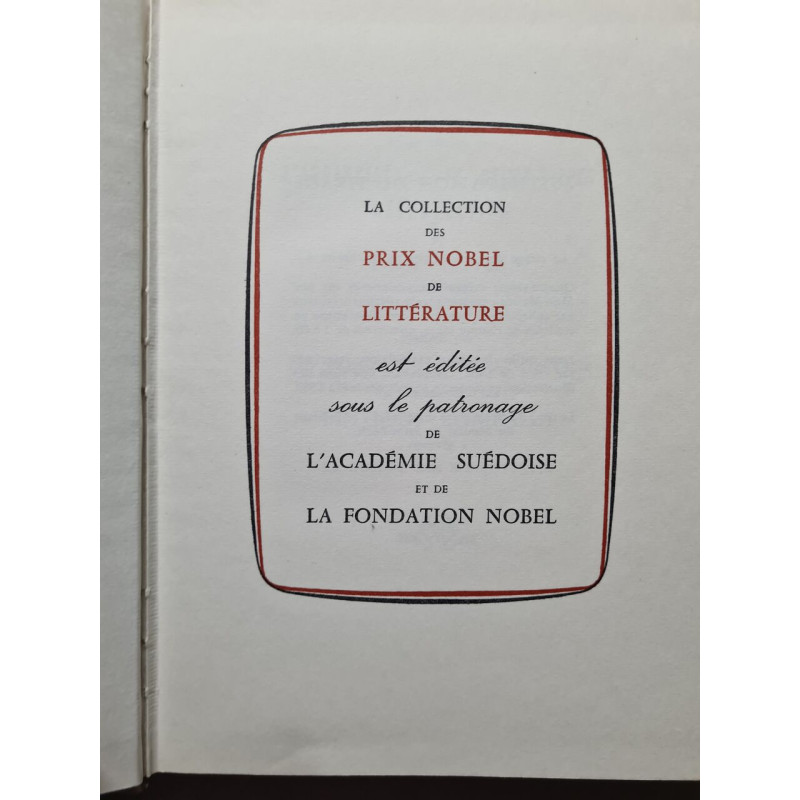 LA COLLECTION
DES
PRIX NOBEL
DE
LITTÉRATURE
est éditée
sous le patronage
DE
L'ACADÉMIE SUÉDOISE
ET DE
LA FONDATION NOBEL